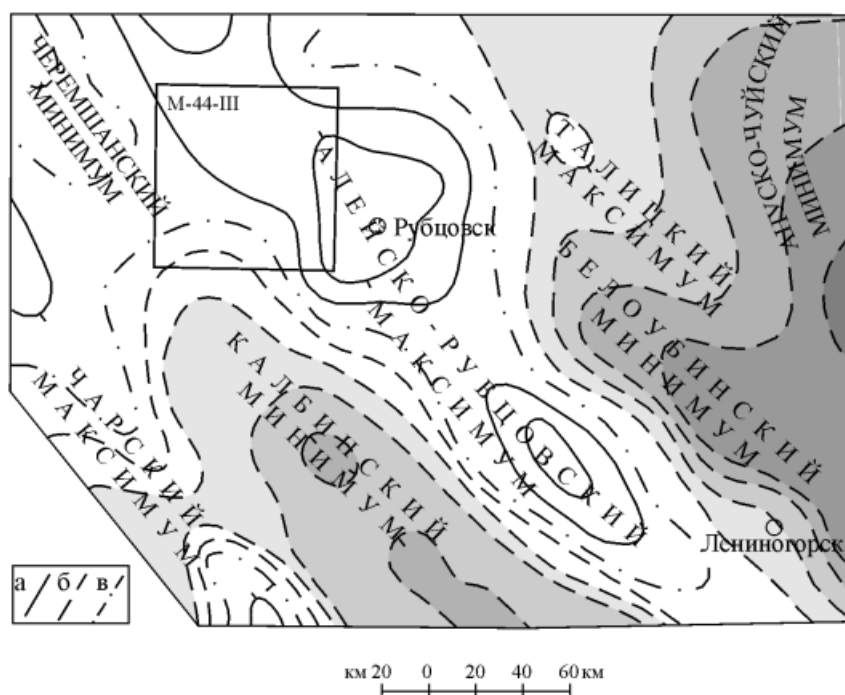 ЧЕРЕМШАНСКИЙ
МИНИМУМ
М-44-III
АЛЕЙСКО-РУБЦОВСКИЙ
МАКСИМУМ
Рубцовск
ТАЛИЦКИЙ
МАКСИМУМ
АНУСКО-ЧУЙСКИЙ
МИНИМУМ
БЕЛОУБИНСКИЙ
МИНИМУМ
КАЛБИНСКИЙ
МИНИМУМ
ЧАРСКИЙ
МАКСИМУМ
Лениногорск
а б в
км 20 0 20 40 60 км